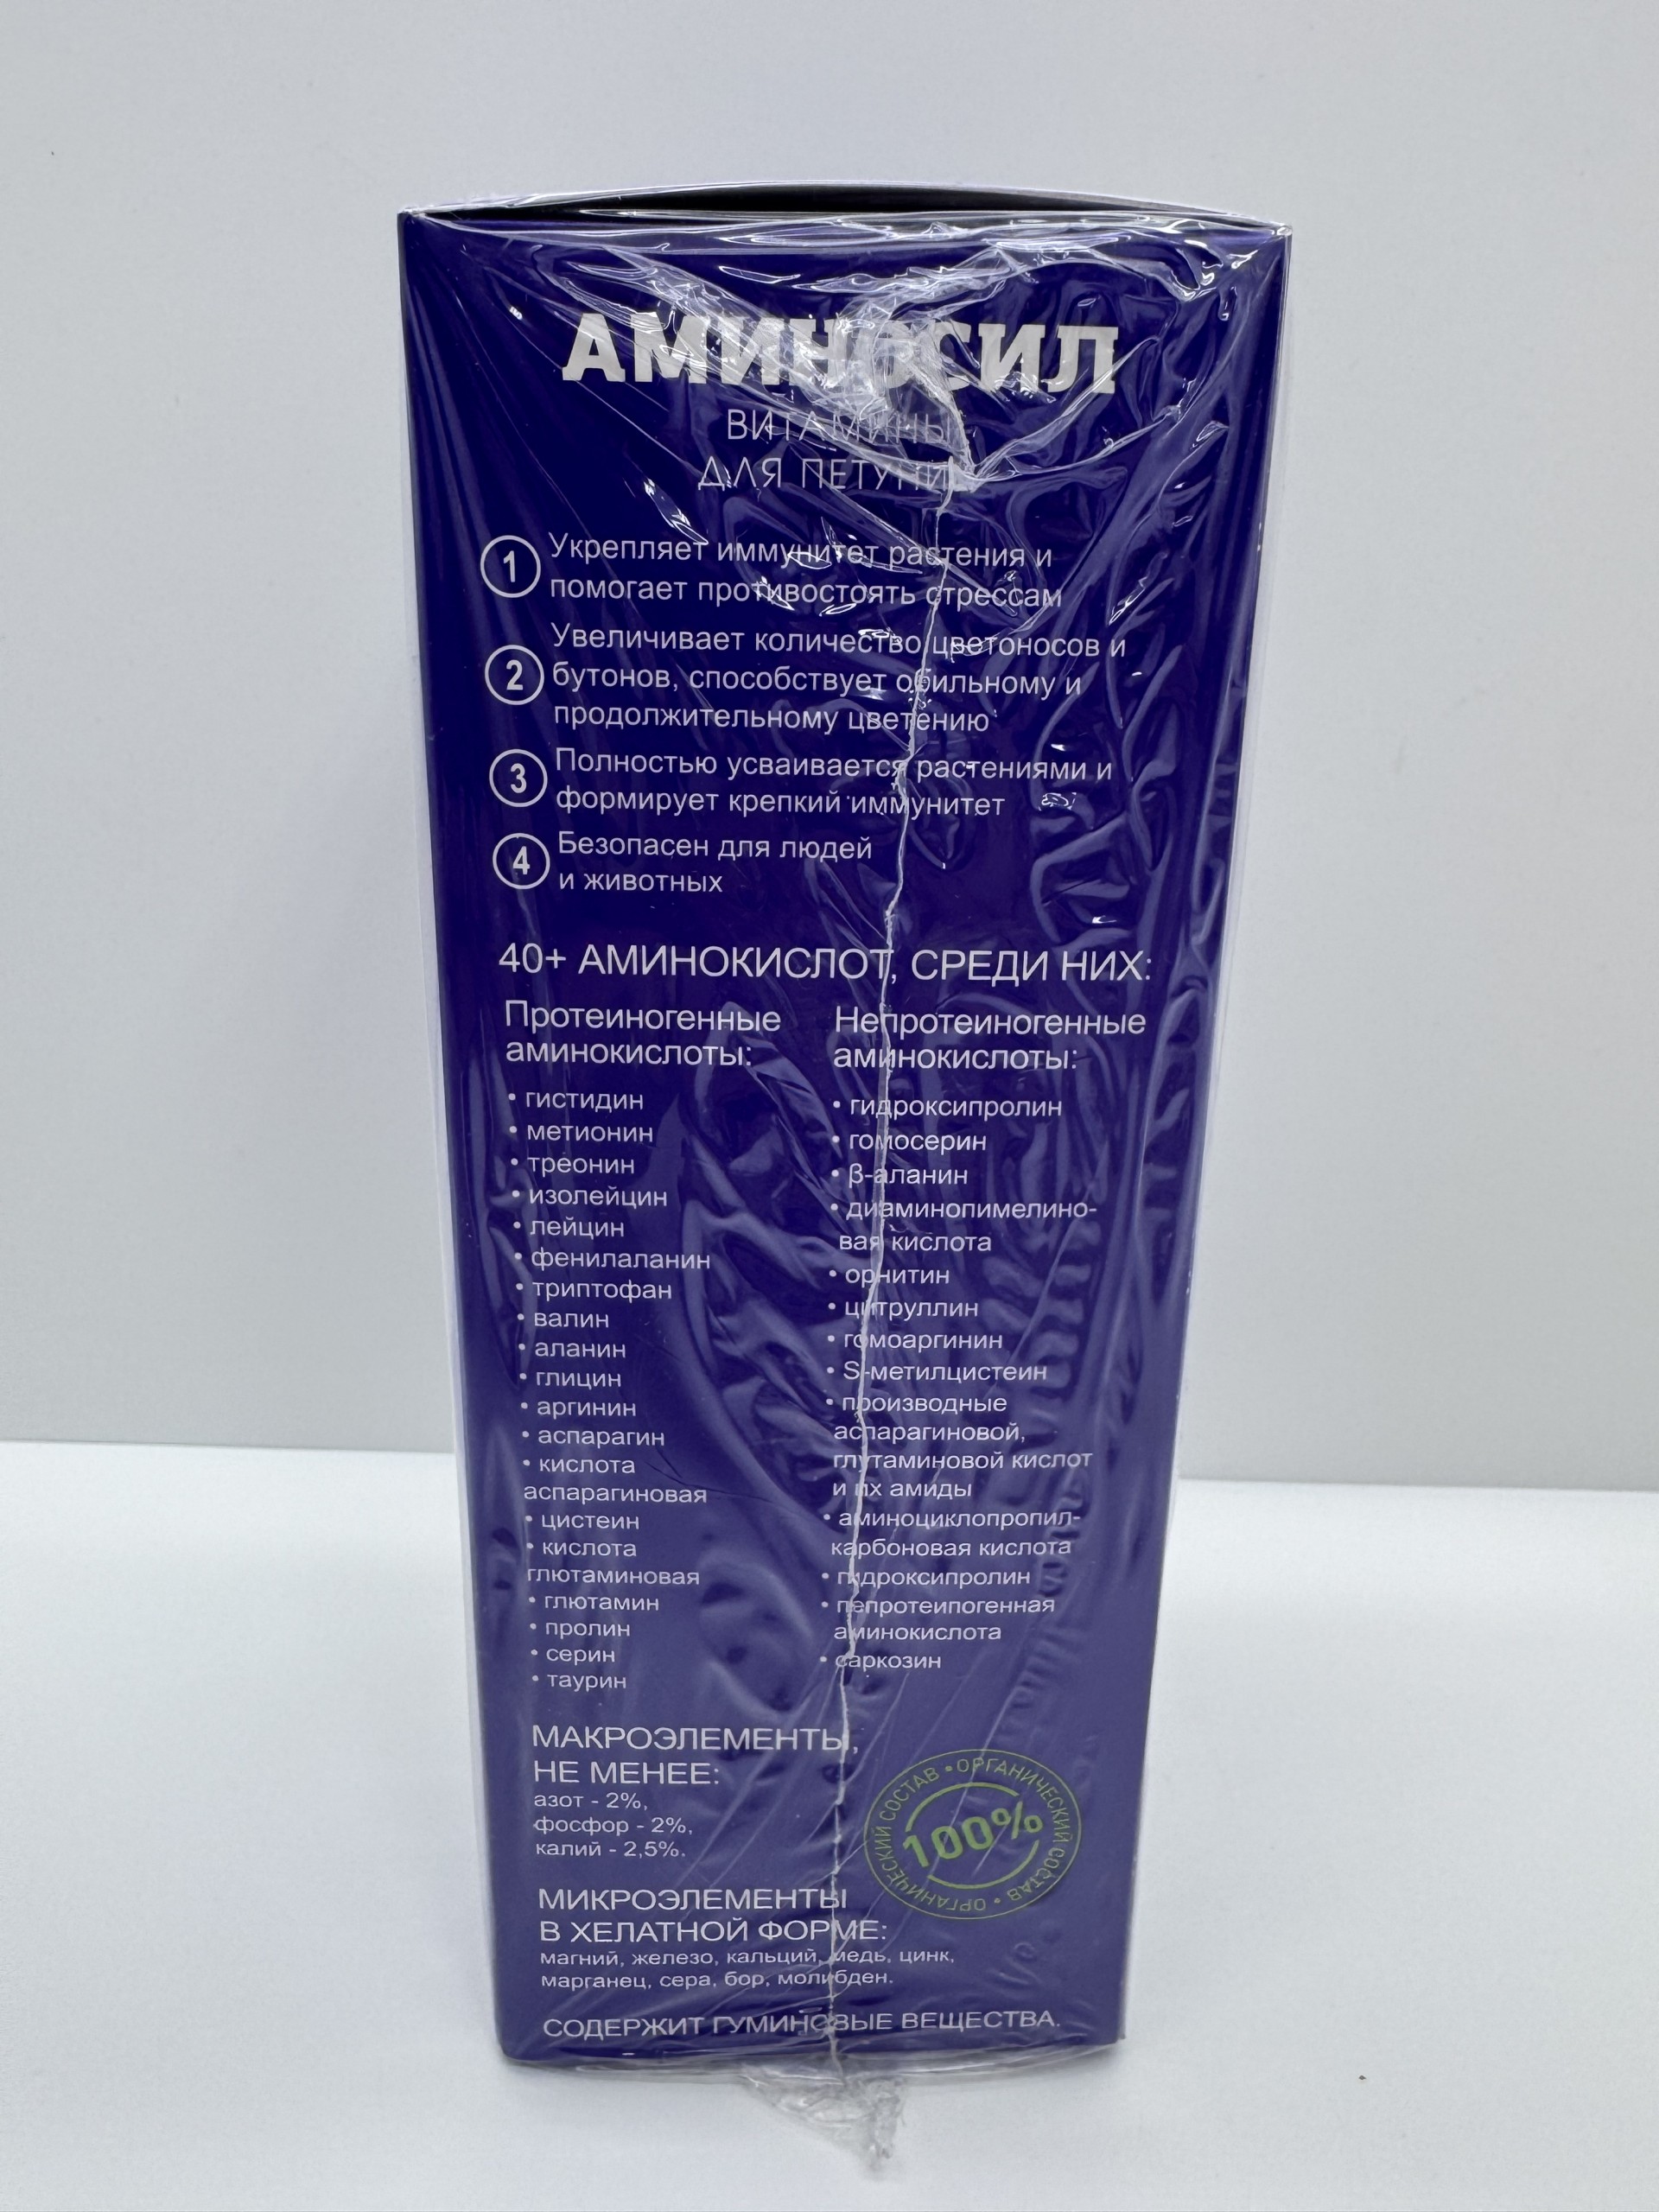 АМИНОСИЛ
ВИТАМИНЫ
ДЛЯ ПЕТУНИЙ
1 Укрепляет иммунитет растения и
помогает противостоять стрессам
2 Увеличивает количество цветоносов и
бутонов, способствует обильному и
продолжительному цветению
3 Полностью усваивается растениями и
формирует крепкий иммунитет
4 Безопасен для людей
и животных
40+ АМИНОКИСЛОТ, СРЕДИ НИХ:
Протеиногенные
аминокислоты:
• гистидин
• метионин
• треонин
• изолейцин
• лейцин
• фенилаланин
• триптофан
• валин
• аланин
• глицин
• аргинин
• аспарагин
• кислота
аспарагиновая
• цистеин
• кислота
глютаминовая
• глютамин
• пролин
• серин
• таурин
Непротеиногенные
аминокислоты:
• гидроксипролин
• гомосерин
• β-аланин
• диаминопимелино-
вая кислота
• орнитин
• цитруллин
• гомоаргинин
• S-метилцистеин
• производные
аспарагиновой,
глутаминовой кислот
и их амиды
• аминоциклопропил-
карбоновая кислота
• гидроксипролин
• пепротеипогенная
аминокислота
• саркозин
МАКРОЭЛЕМЕНТЫ,
НЕ МЕНЕЕ:
азот - 2%,
фосфор - 2%,
калий - 2,5%.
ОРГАНИЧЕСКИЙ СОСТАВ • ОРГАНИЧЕСКИЙ СОСТАВ • ОРГАНИЧЕСКИЙ СОСТАВ •
100%
МИКРОЭЛЕМЕНТЫ
В ХЕЛАТНОЙ ФОРМЕ:
магний, железо, кальций, медь, цинк,
марганец, сера, бор, молибден.
СОДЕРЖИТ ГУМИНОВЫЕ ВЕЩЕСТВА.